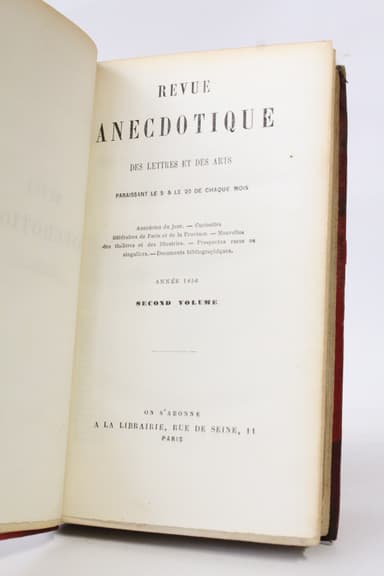 REVUE
ANECDOTIQUE
DES LETTRES ET DES ARTS
PARAISSANT LE 5 & LE 20 DE CHAQUE MOIS
Anecdotes du Jour. — Curiosités
littéraires de Paris et de la Province. — Nouvelles
des théâtres et des librairies. — Prospectus rares ou
singuliers. — Documents bibliographiques.
ANNÉE 1856
SECOND VOLUME
ON S'ABONNE
A LA LIBRAIRIE, RUE DE SEINE, 11
PARIS